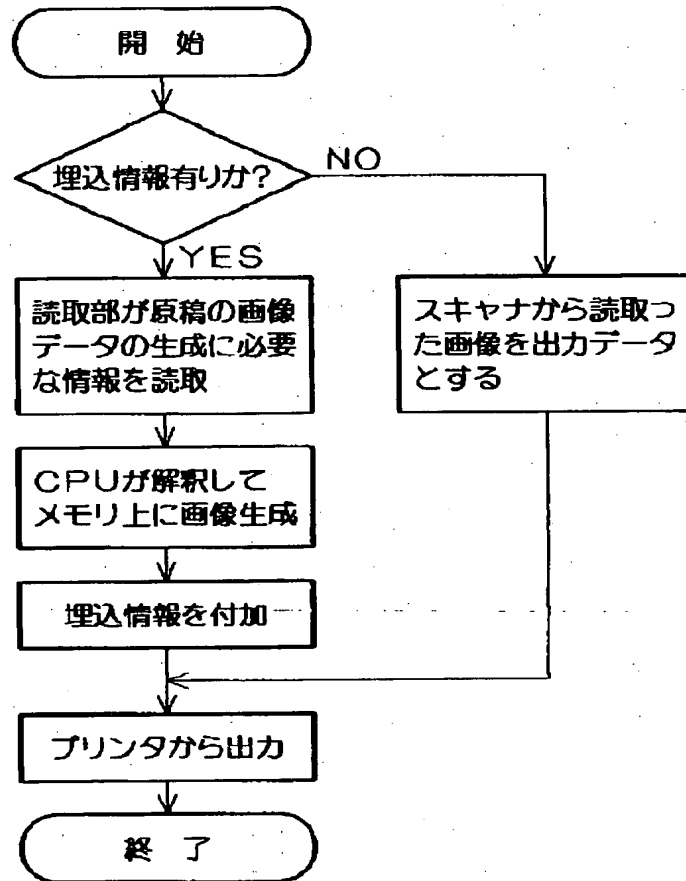 開 始
埋込情報有りか?
NO
YES
読取部が原稿の画像
データの生成に必要
な情報を読取
スキャナから読取っ
た画像を出力データ
とする
CPUが解釈して
メモリ上に画像生成
埋込情報を付加
プリンタから出力
終 了